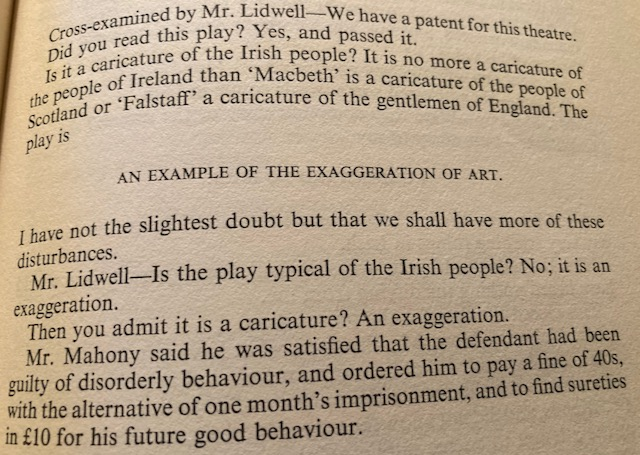 Cross-examined by Mr. Lidwell—We have a patent for this theatre.
Did you read this play? Yes, and passed it.
Is it a caricature of the Irish people? It is no more a caricature of
the people of Ireland than ‘Macbeth’ is a caricature of the people of
Scotland or ‘Falstaff’ a caricature of the gentlemen of England. The
play is
AN EXAMPLE OF THE EXAGGERATION OF ART.
I have not the slightest doubt but that we shall have more of these
disturbances.
Mr. Lidwell—Is the play typical of the Irish people? No; it is an
exaggeration.
Then you admit it is a caricature? An exaggeration.
Mr. Mahony said he was satisfied that the defendant had been
guilty of disorderly behaviour, and ordered him to pay a fine of 40s,
with the alternative of one month’s imprisonment, and to find sureties
in £10 for his future good behaviour.